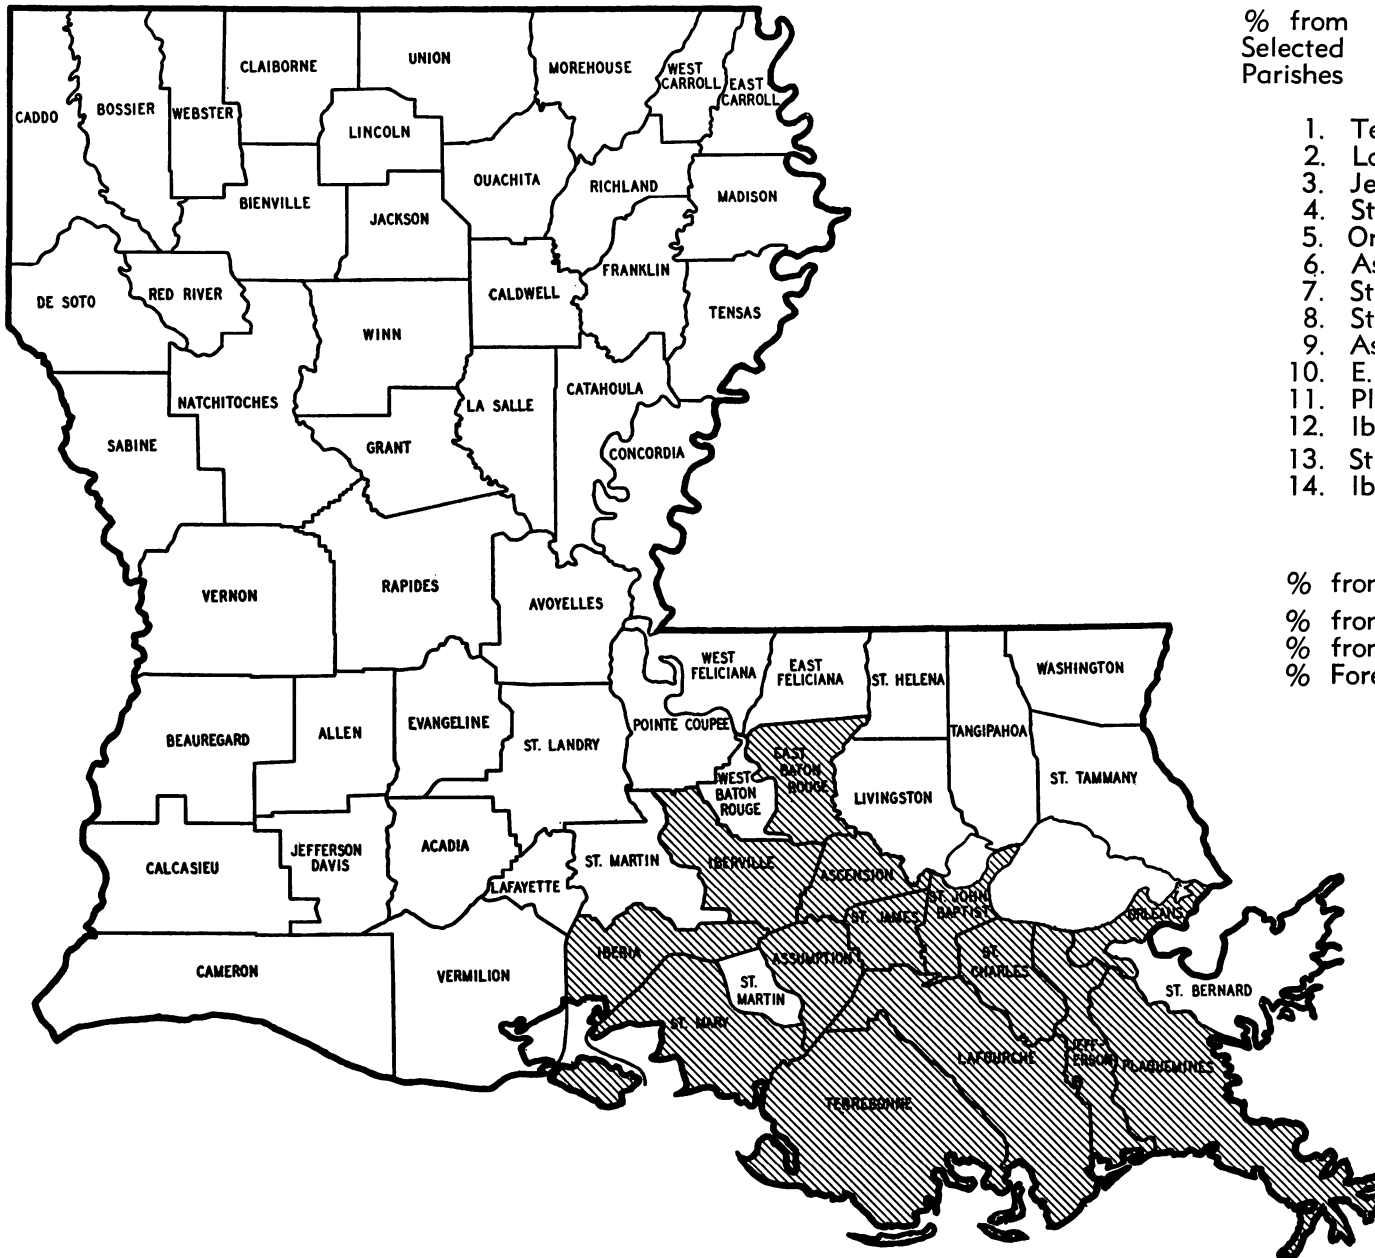 % from
Selected
Parishes
1. Te
2. La
3. Je
4. St
5. Or
6. As
7. St
8. St
9. As
10. E.
11. Pl
12. Ib
13. St
14. Ib
% from
% from
% from
% Fore
CADDO
BOSSIER
WEBSTER
CLAIBORNE
UNION
MOREHOUSE
WEST
CARROLL
EAST
CARROLL
LINCOLN
OUACHITA
RICHLAND
MADISON
BIENVILLE
JACKSON
FRANKLIN
DE SOTO
RED RIVER
CALDWELL
TENSAS
WINN
NATCHITOCHES
LA SALLE
CATAHOULA
SABINE
GRANT
CONCORDIA
VERNON
RAPIDES
AVOYELLES
WEST
FELICIANA
EAST
FELICIANA
ST. HELENA
WASHINGTON
BEAUREGARD
ALLEN
EVANGELINE
ST. LANDRY
POINTE COUPEE
TANGIPAHOA
EAST
BATON
ROUGE
WEST
BATON
ROUGE
LIVINGSTON
ST. TAMMANY
CALCASIEU
JEFFERSON
DAVIS
ACADIA
LAFAYETTE
ST. MARTIN
IBERVILLE
ASCENSION
ST. JAMES
ST. JOHN
BAPTIST
ORLEANS
CAMERON
VERMILION
IBERIA
ASSUMPTION
ST.
CHARLES
ST.
MARTIN
ST. BERNARD
ST. MARY
LAFOURCHE
JEFF-
ERSON
PLAQUEMINES
TERREBONNE